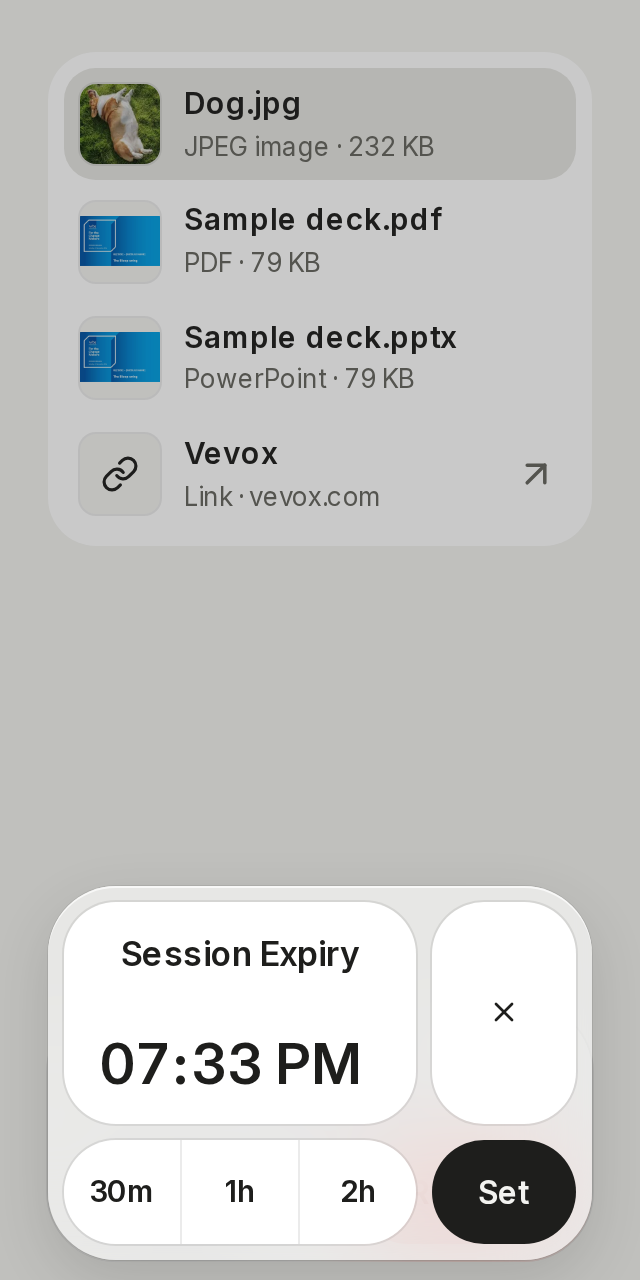 Dog.jpg
JPEG image · 232 KB
Sample deck.pdf
PDF · 79 KB
Sample deck.pptx
PowerPoint · 79 KB
Vevox
Link · vevox.com
Session Expiry
07:33 PM
30m 1h 2h Set